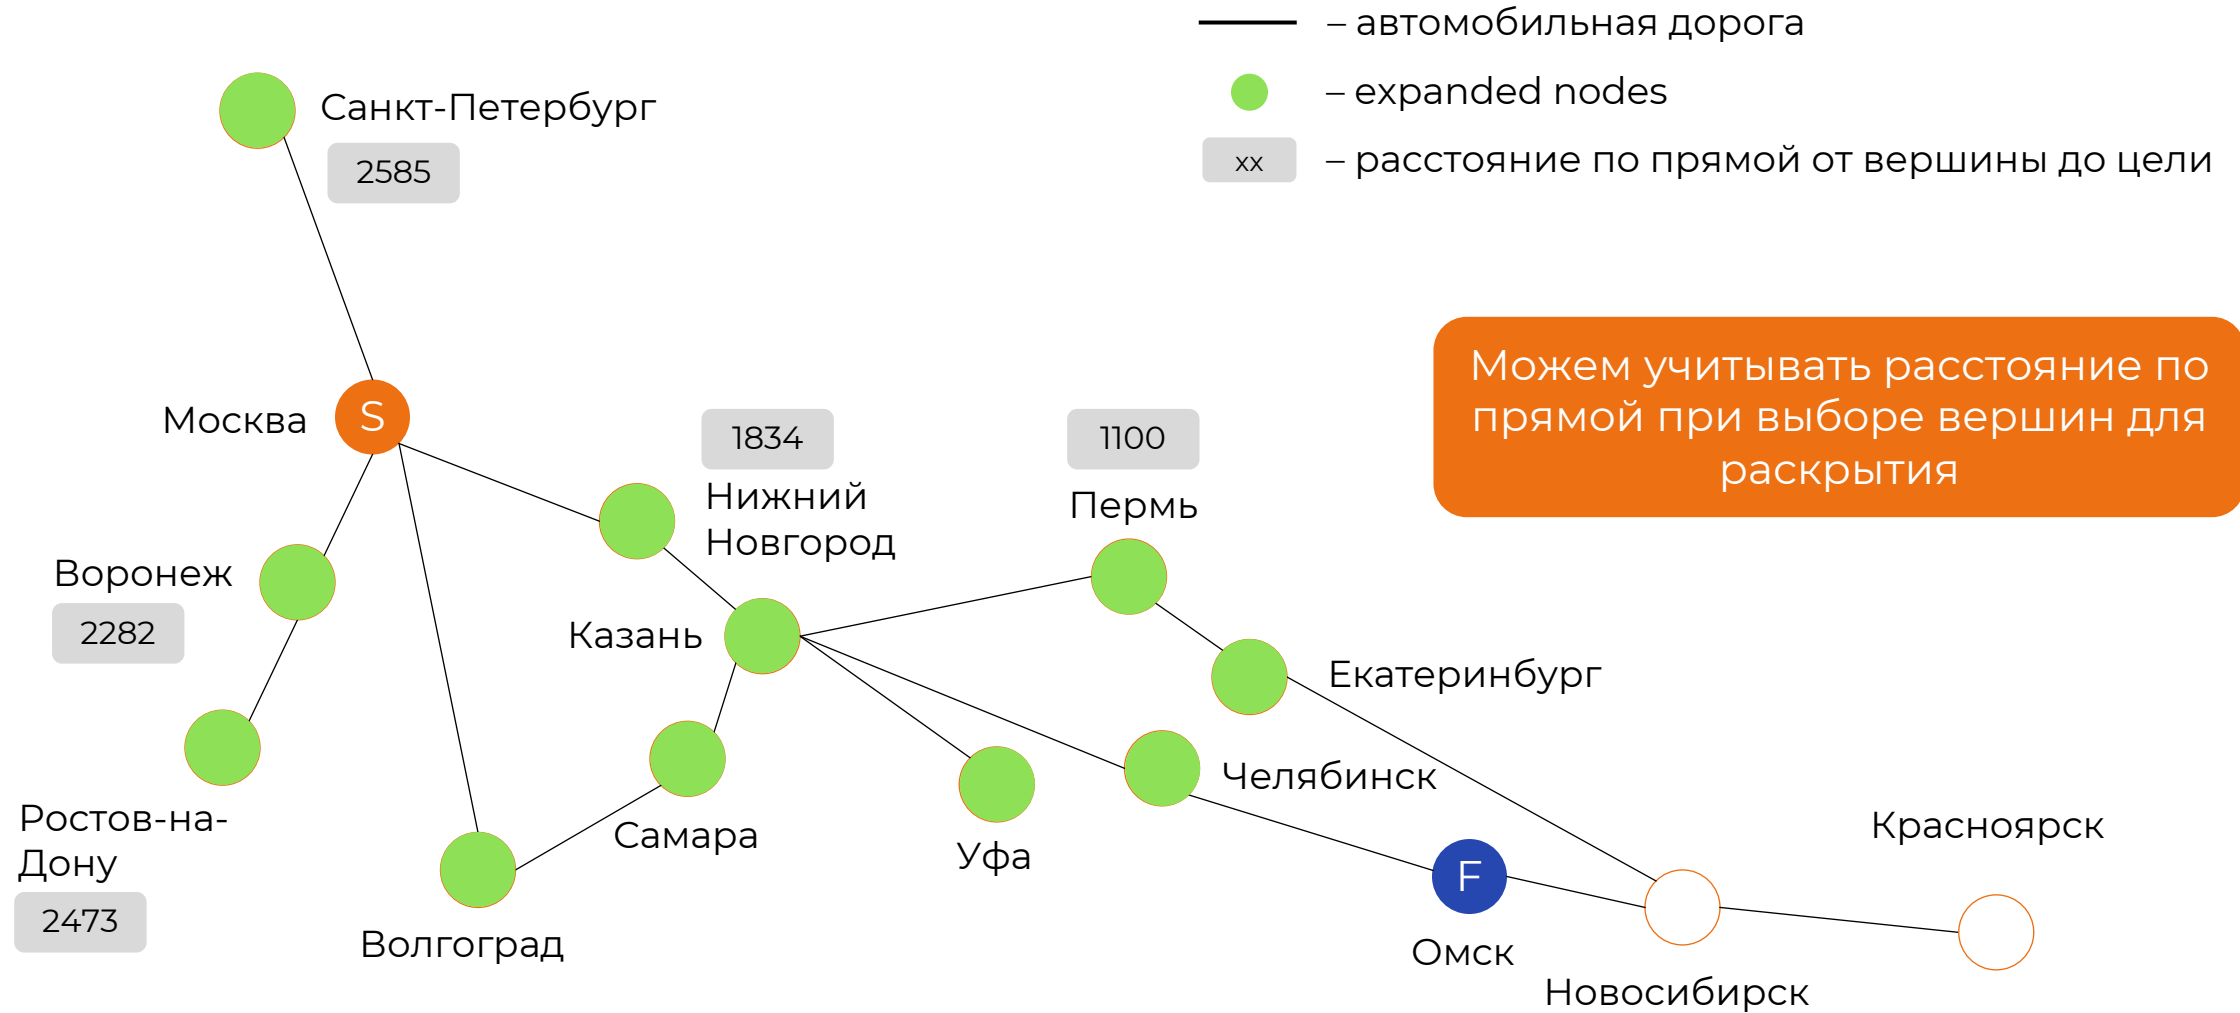 – автомобильная дорога
– expanded nodes
xx
– расстояние по прямой от вершины до цели
Санкт-Петербург
2585
Можем учитывать расстояние по
прямой при выборе вершин для
раскрытия
Москва
S
1834
Нижний
Новгород
1100
Пермь
Воронеж
2282
Казань
Екатеринбург
Челябинск
Ростов-на-
Дону
2473
Самара
Уфа
Волгоград
F
Омск
Красноярск
Новосибирск